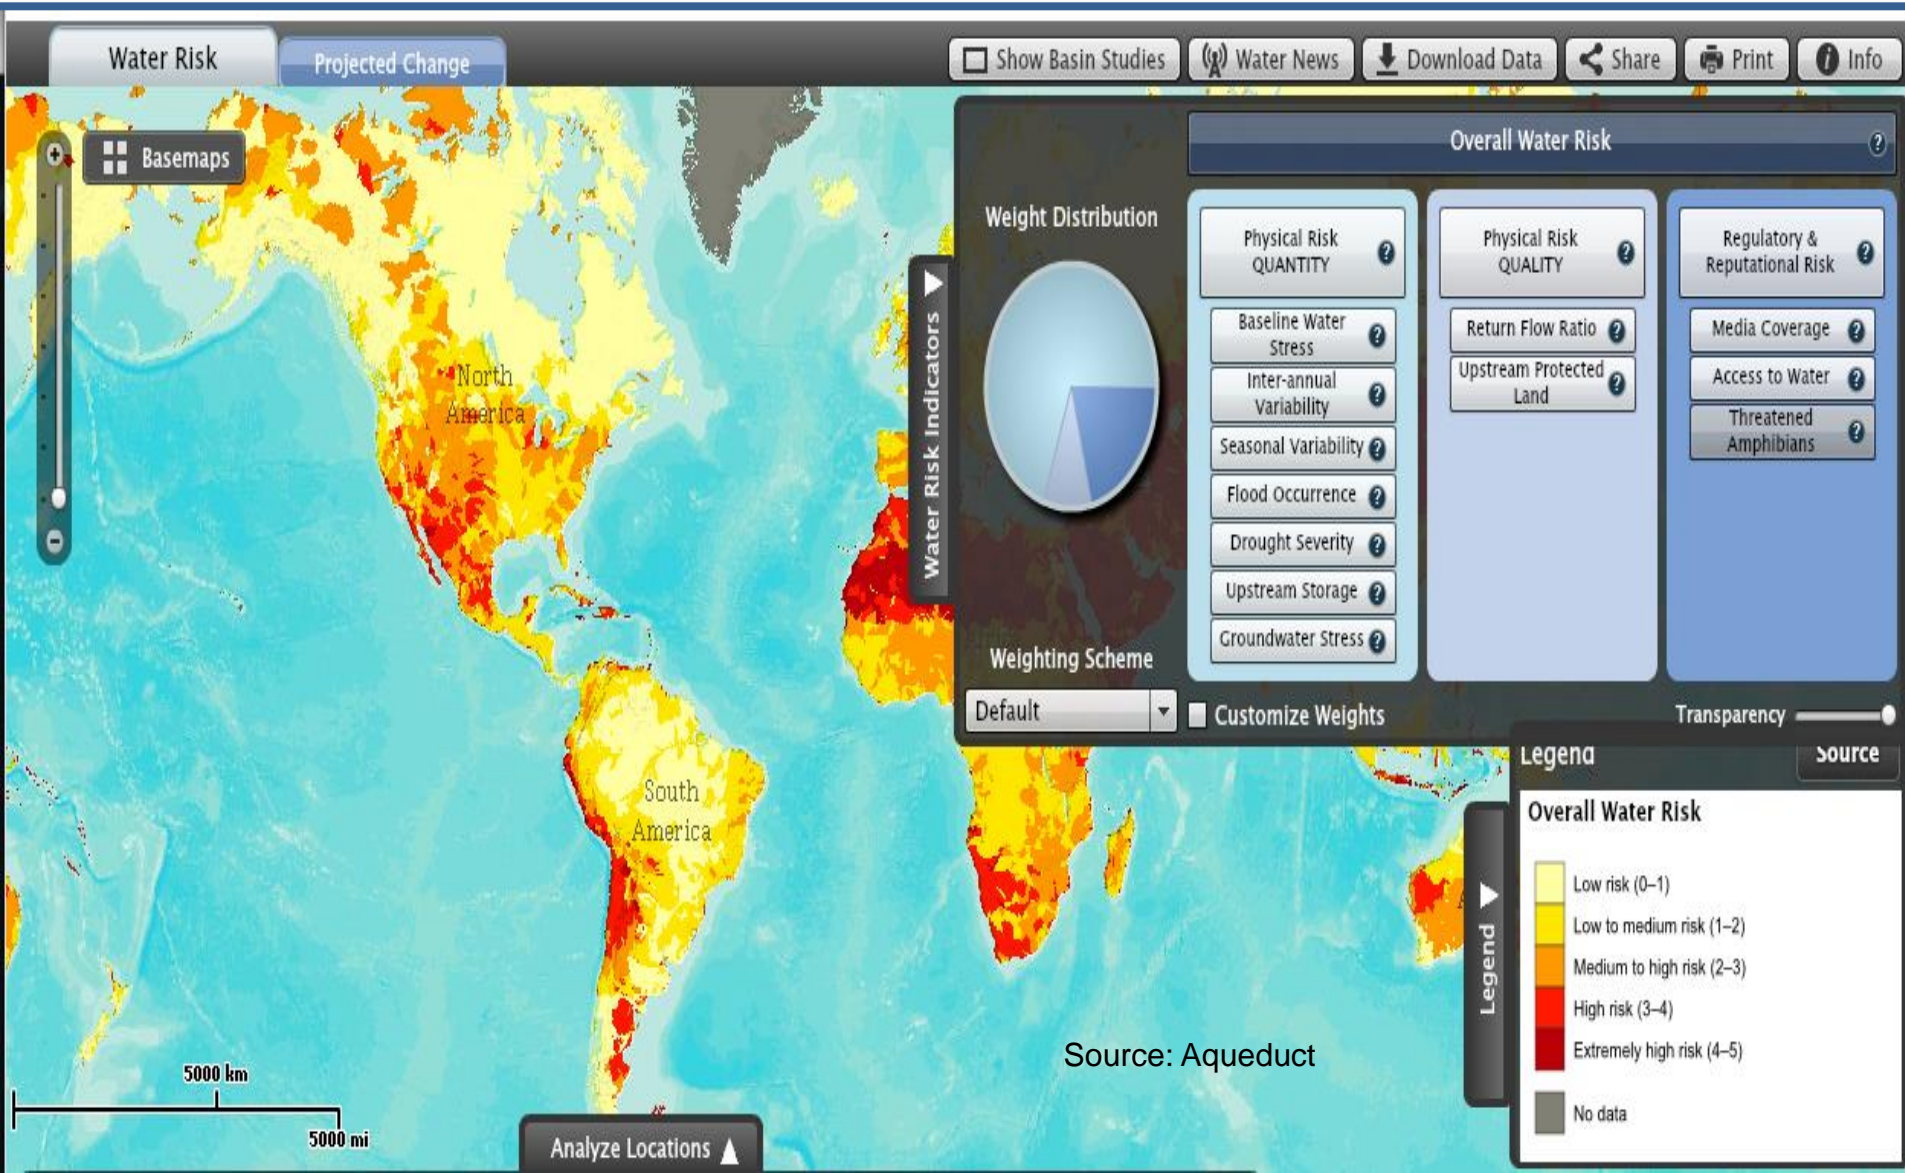 Water Risk
Projected Change
Show Basin Studies
Water News
Download Data
Share
Print
Info
Basemaps
Overall Water Risk
Weight Distribution
Physical Risk
QUANTITY
Physical Risk
QUALITY
Regulatory &
Reputational Risk
Baseline Water
Stress
Inter-annual
Variability
Seasonal Variability
Flood Occurrence
Drought Severity
Upstream Storage
Groundwater Stress
Return Flow Ratio
Upstream Protected
Land
Media Coverage
Access to Water
Threatened
Amphibians
Water Risk Indicators
Weighting Scheme
Default
Customize Weights
Transparency
North
America
South
America
Legend
Source
Overall Water Risk
Low risk (0–1)
Low to medium risk (1–2)
Medium to high risk (2–3)
High risk (3–4)
Extremely high risk (4–5)
No data
Legend
Source: Aqueduct
5000 km
5000 mi
Analyze Locations